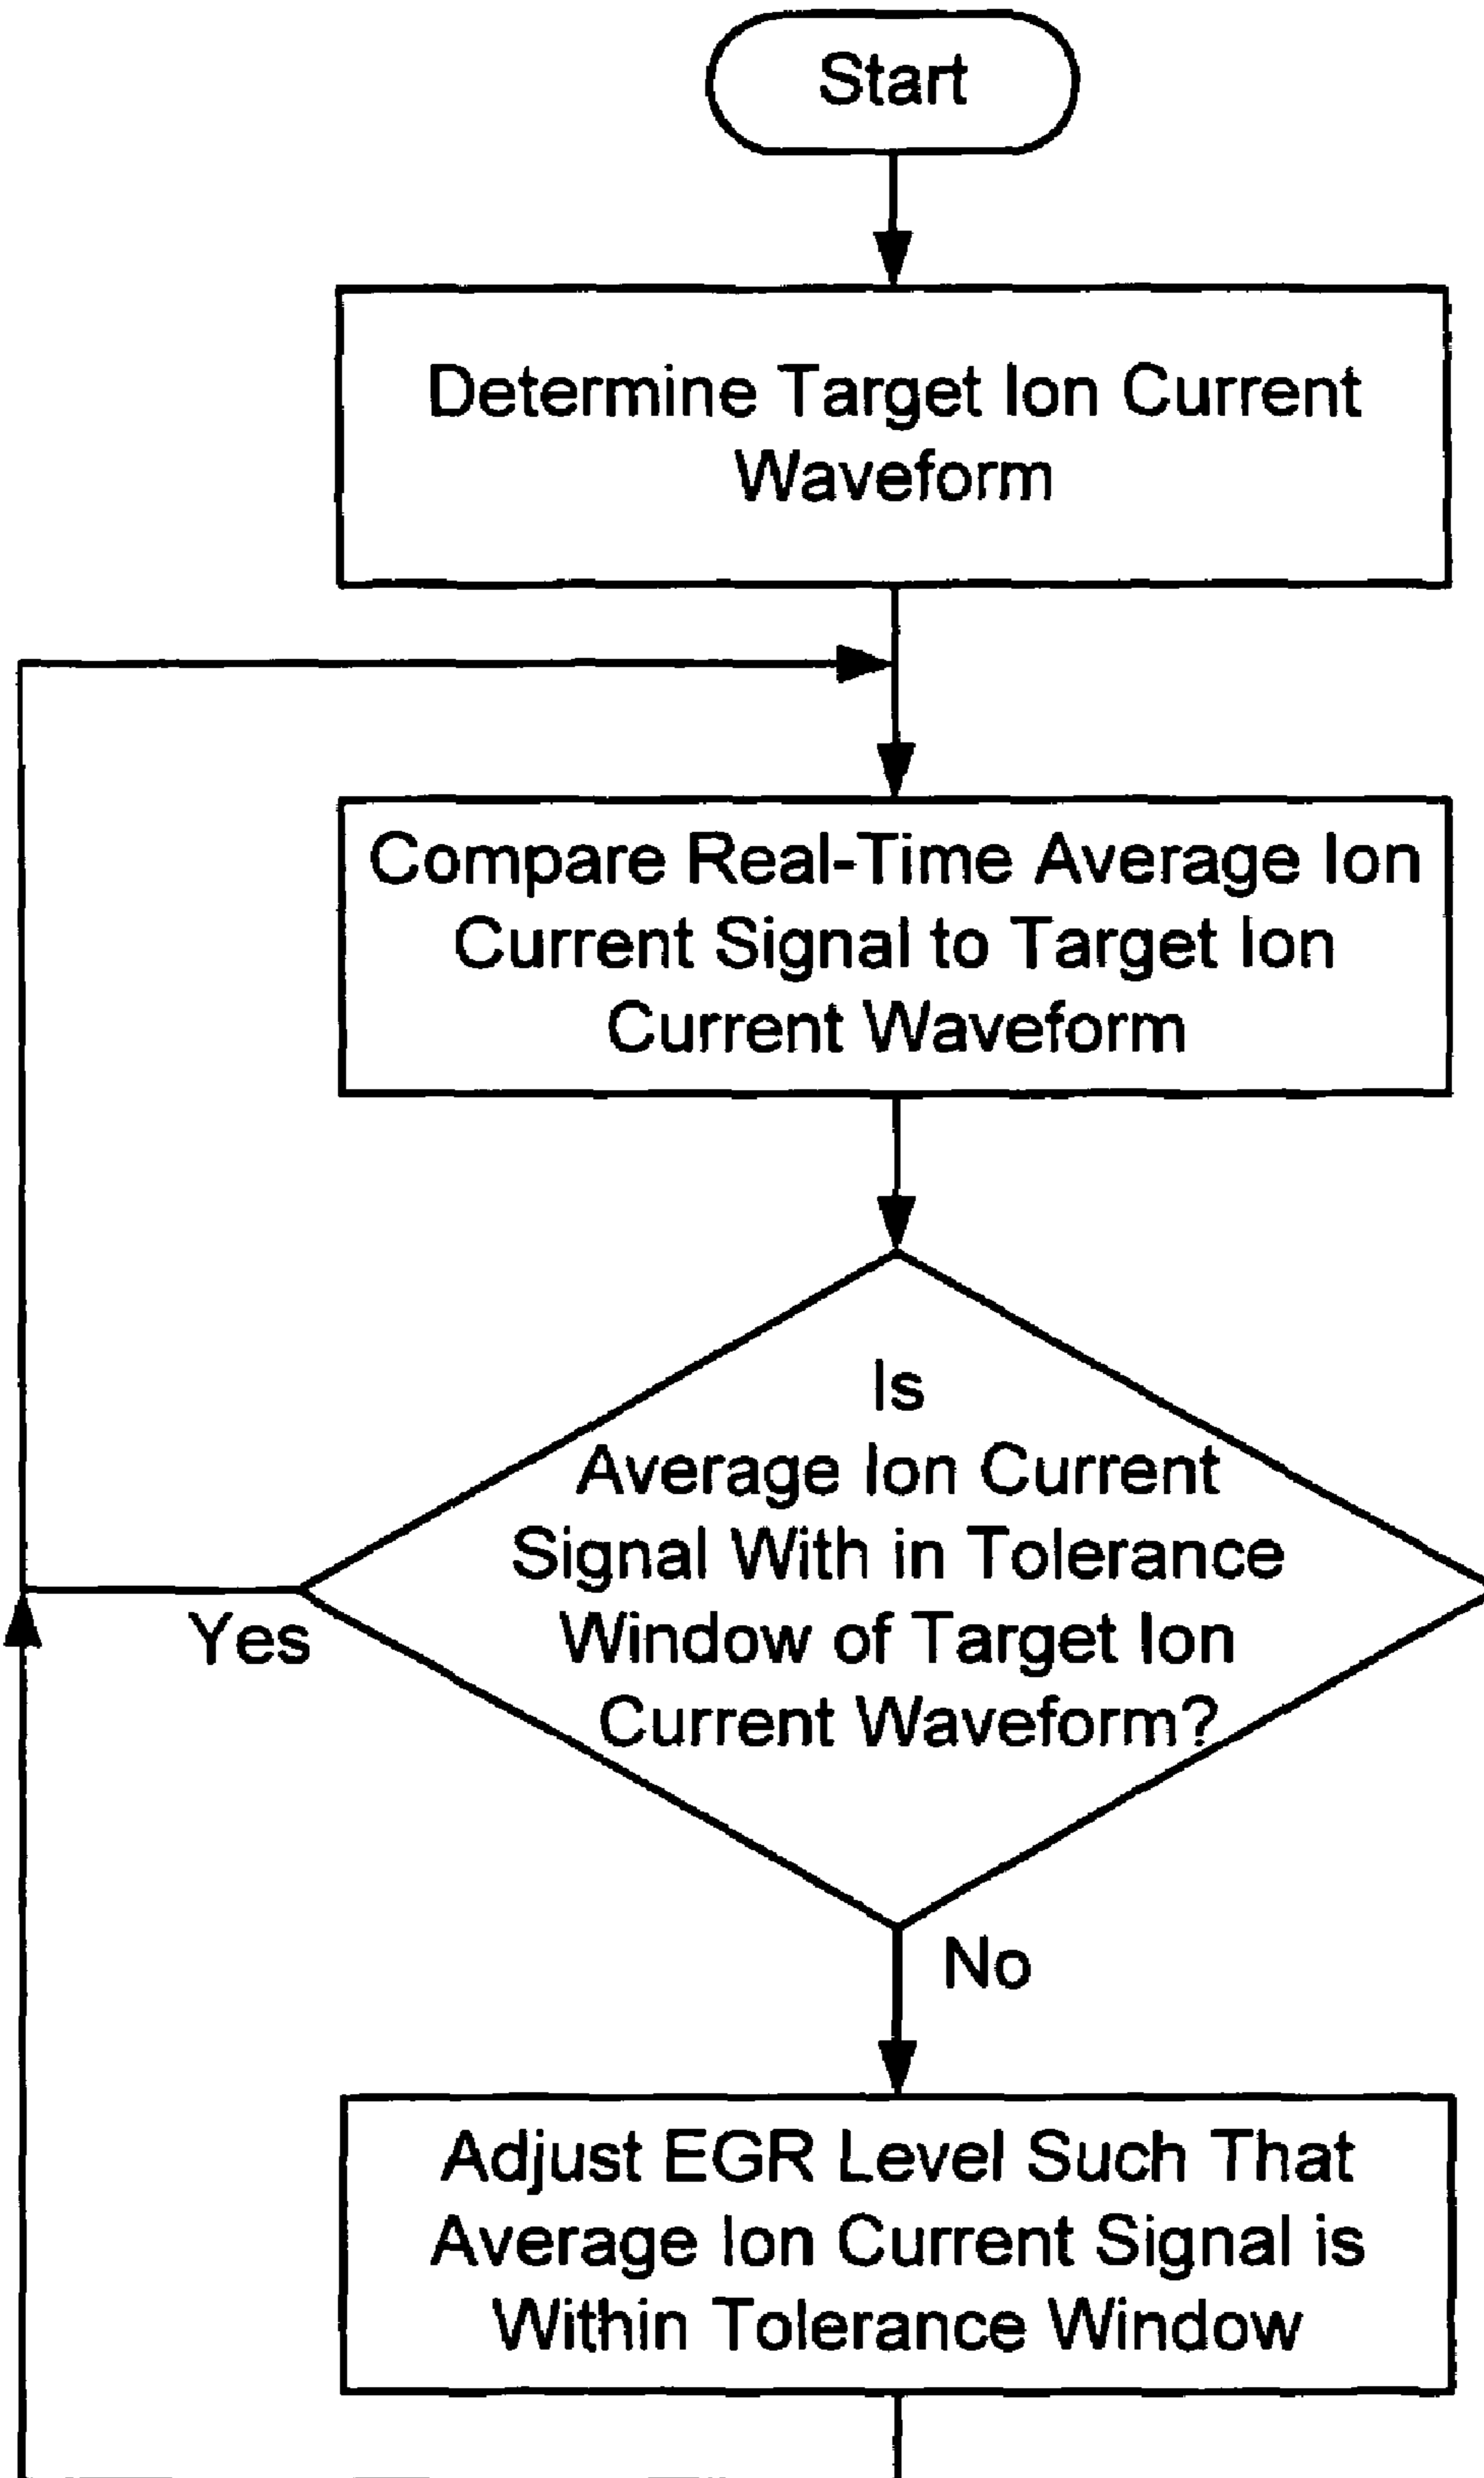 Start
Determine Target Ion Current
Waveform
Compare Real-Time Average Ion
Current Signal to Target Ion
Current Waveform
Is
Average Ion Current
Signal With in Tolerance
Window of Target Ion
Current Waveform?
Yes
No
Adjust EGR Level Such That
Average Ion Current Signal is
Within Tolerance Window